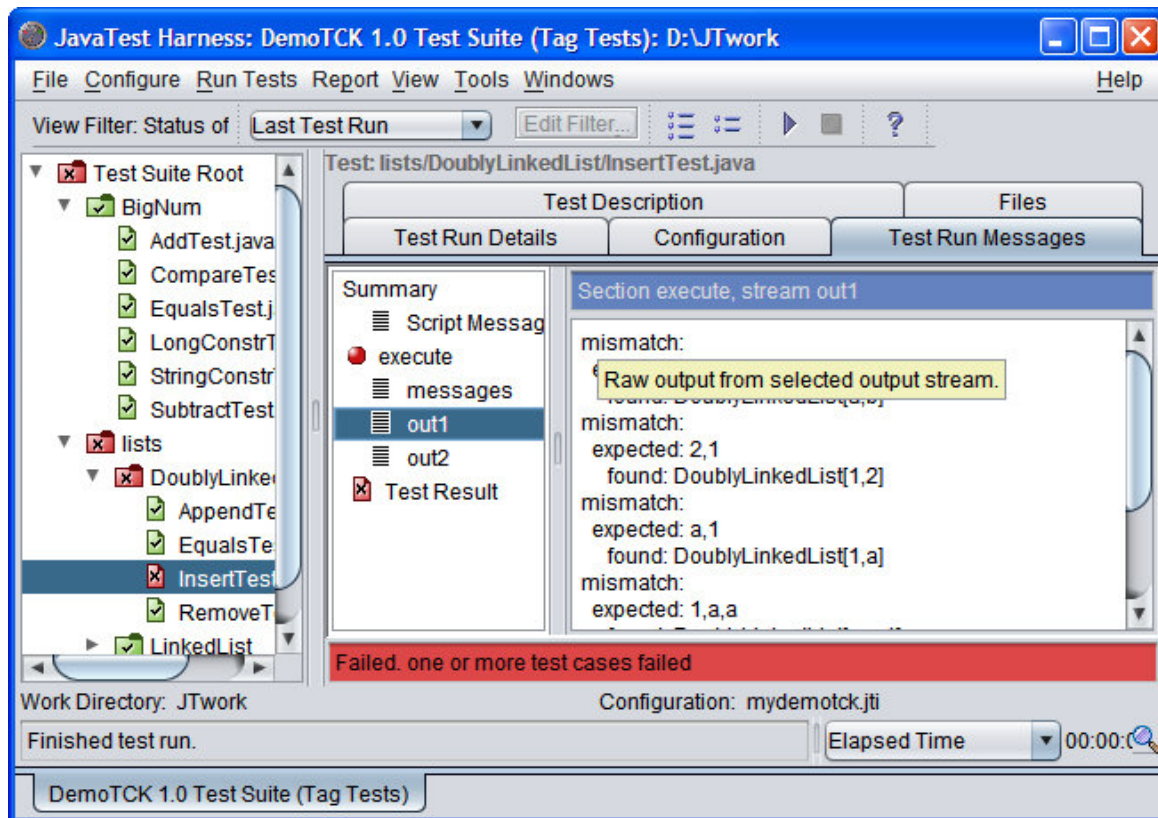 JavaTest Harness: DemoTCK 1.0 Test Suite (Tag Tests): D:\JTwork
File Configure Run Tests Report View Tools Windows Help
View Filter: Status of Last Test Run Edit Filter...
Test Suite Root
BigNum
AddTest.java
CompareTes
EqualsTest.j
LongConstrT
StringConstr
SubtractTest
lists
DoublyLinke
AppendTe
EqualsTe
InsertTest
RemoveT
LinkedList
Test: lists/DoublyLinkedList/InsertTest.java
Test Description Files
Test Run Details Configuration Test Run Messages
Summary
Script Messag
execute
messages
out1
out2
Test Result
Section execute, stream out1
mismatch:
Raw output from selected output stream.
found: DoublyLinkedList[a,b]
mismatch:
expected: 2,1
found: DoublyLinkedList[1,2]
mismatch:
expected: a,1
found: DoublyLinkedList[1,a]
mismatch:
expected: 1,a,a
Failed. one or more test cases failed
Work Directory: JTwork Configuration: mydemotck.jti
Finished test run. Elapsed Time 00:00:0
DemoTCK 1.0 Test Suite (Tag Tests)